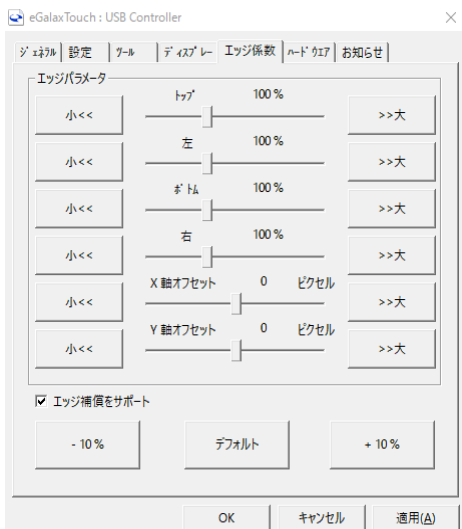 eGalaxTouch : USB Controller
ｼﾞｪﾈﾗﾙ 設定 ﾂｰﾙ ﾃﾞｨｽﾌﾟﾚｰ エッジ係数 ﾊｰﾄﾞｳｴｱ お知らせ
エッジパラメータ
ﾄｯﾌﾟ 100 %
小<< >>大
左 100 %
小<< >>大
ﾎﾞﾄﾑ 100 %
小<< >>大
右 100 %
小<< >>大
X 軸オフセット 0 ピクセル
小<< >>大
Y 軸オフセット 0 ピクセル
小<< >>大
エッジ補償をサポート
- 10 % デフォルト + 10 %
OK キャンセル 適用(A)